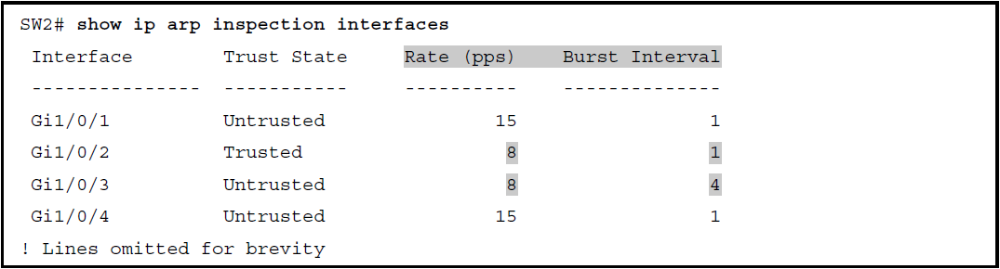 SW2# show ip arp inspection interfaces
Interface Trust State Rate (pps) Burst Interval
--------------- ----------- ---------- --------------
Gi1/0/1 Untrusted 15 1
Gi1/0/2 Trusted 8 1
Gi1/0/3 Untrusted 8 4
Gi1/0/4 Untrusted 15 1
! Lines omitted for brevity